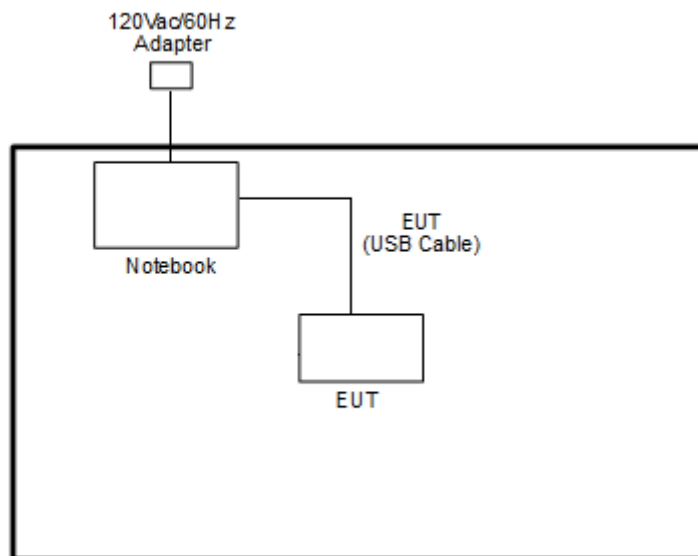 120Vac/60Hz
Adapter
EUT
(USB Cable)
Notebook
EUT